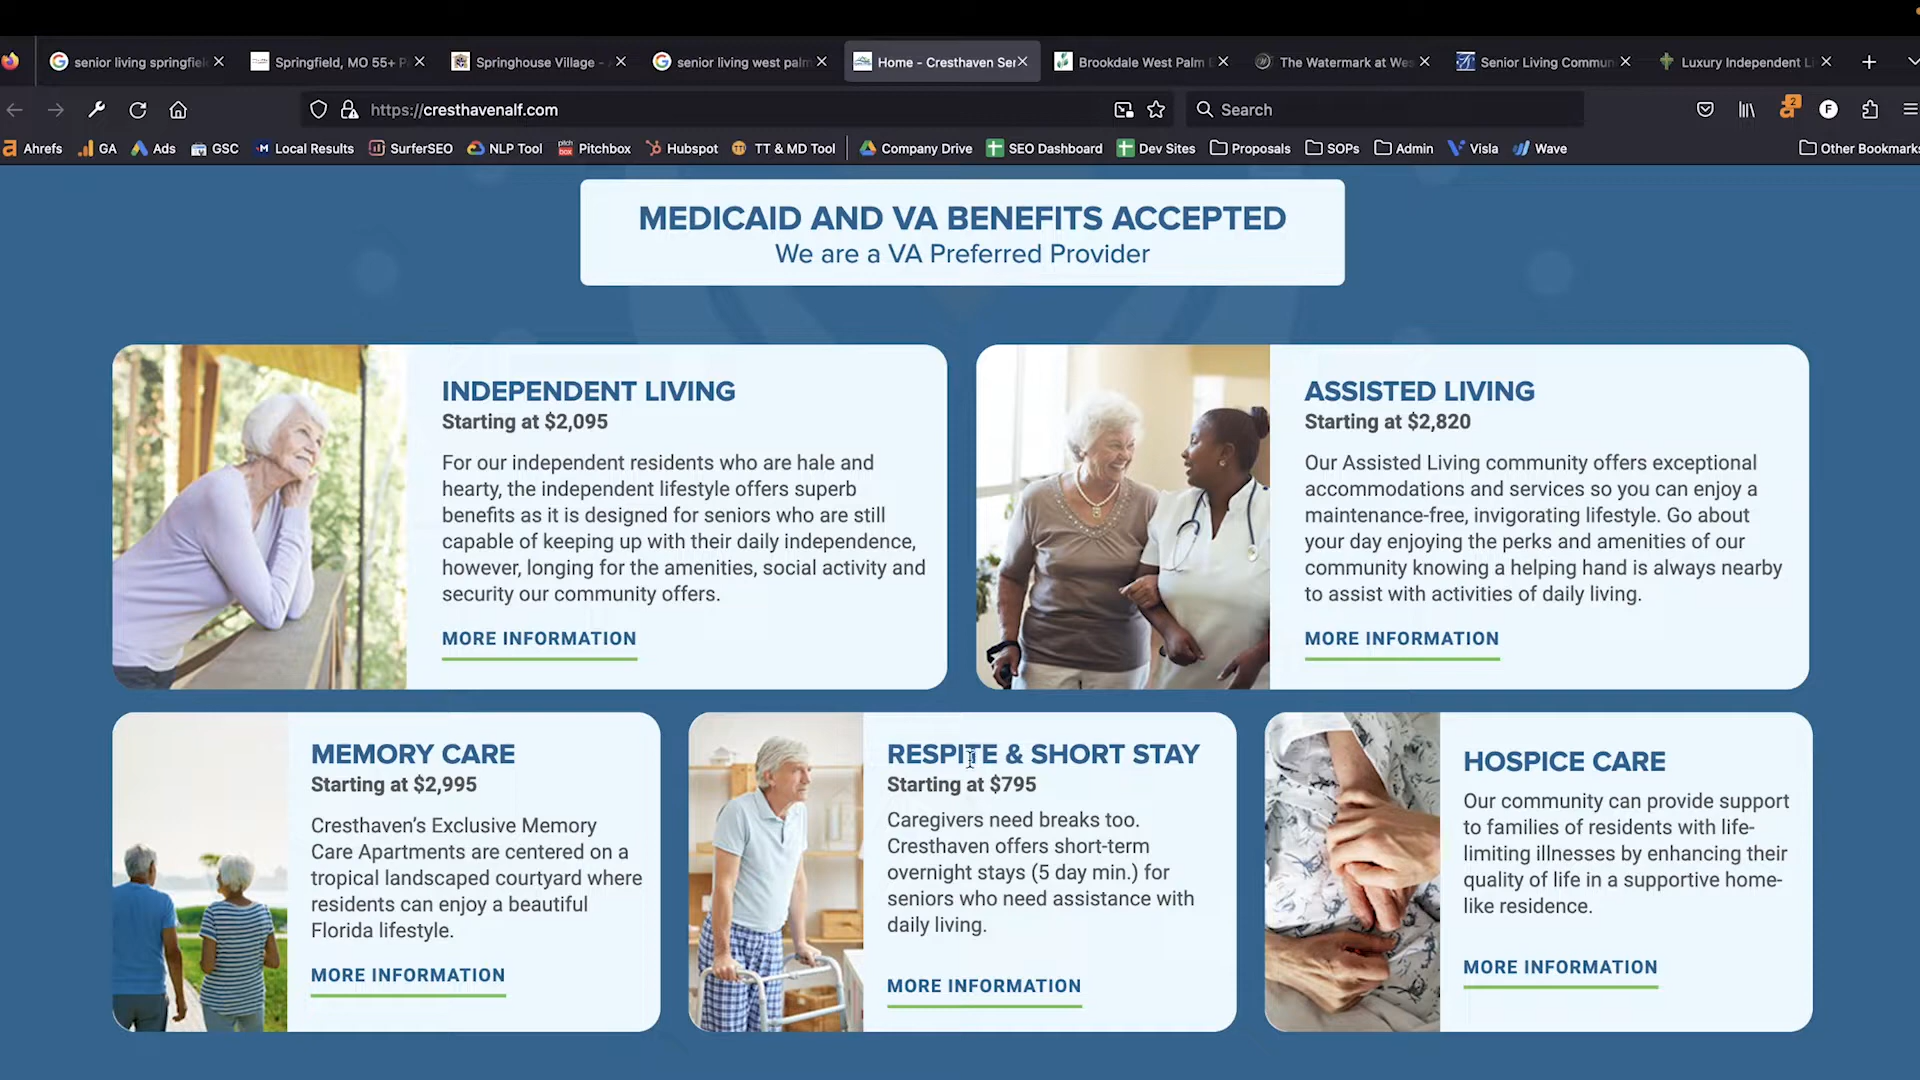 senior living springfie
Springfield, MO 55+ P
Springhouse Village -
senior living west palm
Home - Cresthaven Ser
Brookdale West Palm
The Watermark at Wes
Senior Living Commun
Luxury Independent Li
https://cresthavenalf.com
Search
2
F
Ahrefs
GA
Ads
GSC
Local Results
SurferSEO
NLP Tool
pitch
box
Pitchbox
Hubspot
TT & MD Tool
Company Drive
SEO Dashboard
Dev Sites
Proposals
SOPs
Admin
Visla
Wave
Other Bookmarks
MEDICAID AND VA BENEFITS ACCEPTED
We are a VA Preferred Provider
INDEPENDENT LIVING
Starting at $2,095
For our independent residents who are hale and
hearty, the independent lifestyle offers superb
benefits as it is designed for seniors who are still
capable of keeping up with their daily independence,
however, longing for the amenities, social activity and
security our community offers.
MORE INFORMATION
ASSISTED LIVING
Starting at $2,820
Our Assisted Living community offers exceptional
accommodations and services so you can enjoy a
maintenance-free, invigorating lifestyle. Go about
your day enjoying the perks and amenities of our
community knowing a helping hand is always nearby
to assist with activities of daily living.
MORE INFORMATION
MEMORY CARE
Starting at $2,995
Cresthaven’s Exclusive Memory
Care Apartments are centered on a
tropical landscaped courtyard where
residents can enjoy a beautiful
Florida lifestyle.
MORE INFORMATION
RESPITE & SHORT STAY
Starting at $795
Caregivers need breaks too.
Cresthaven offers short-term
overnight stays (5 day min.) for
seniors who need assistance with
daily living.
MORE INFORMATION
HOSPICE CARE
Our community can provide support
to families of residents with life-
limiting illnesses by enhancing their
quality of life in a supportive home-
like residence.
MORE INFORMATION